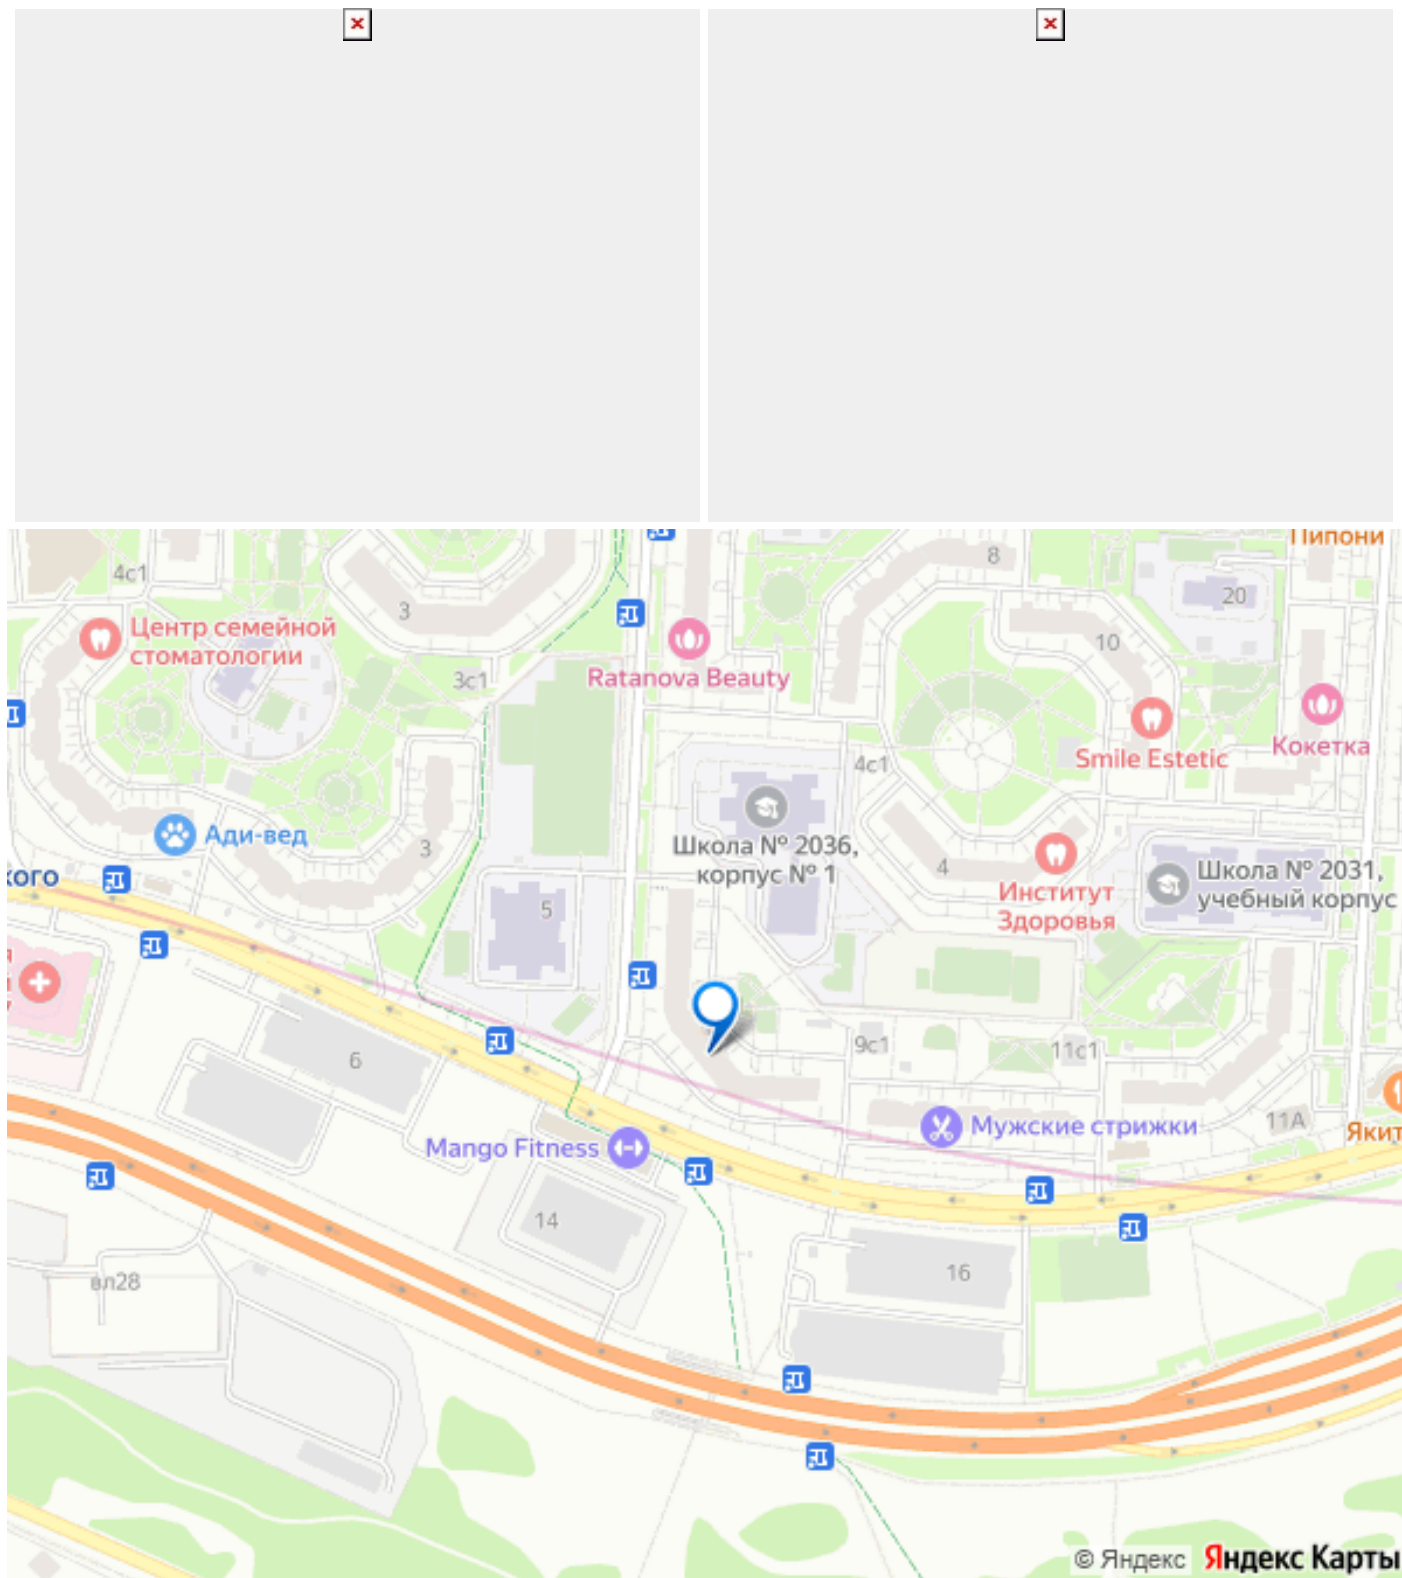 Пипони
8
4с1
20
3
Центр семейной
стоматологии
10
3с1
Ratanova Beauty
Smile Estetic
Кокетка
4с1
Ади-вед
3
Школа № 2036,
корпус № 1
4
Институт
Здоровья
Школа № 2031,
учебный корпус
кого
5
6
9с1
11с1
Мужские стрижки
11А
Якит
Mango Fitness
14
16
вл28
© Яндекс Яндекс Карты